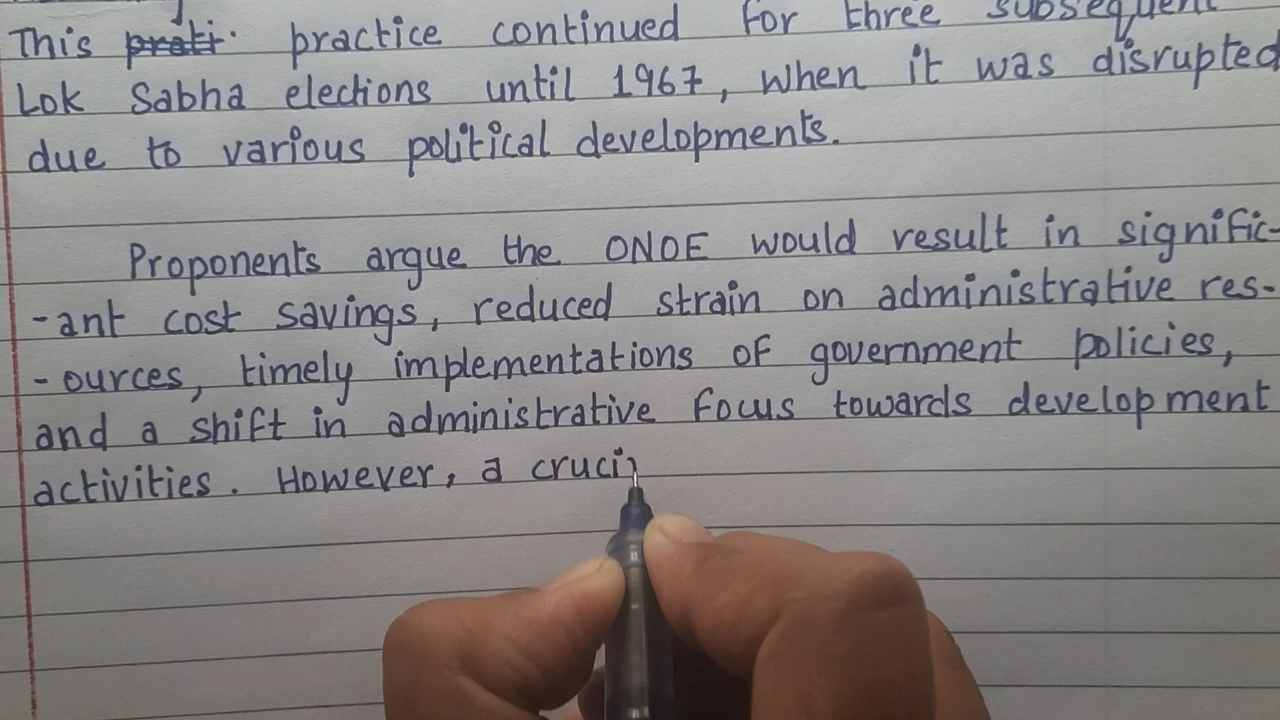 This prati practice continued for three subsequent
Lok Sabha elections until 1967, when it was disrupted
due to various political developments.
Proponents argue the ONOE would result in signific-
-ant cost savings, reduced strain on administrative res-
-ources, timely implementations of government policies,
and a shift in administrative focus towards development
activities. However, a cruci